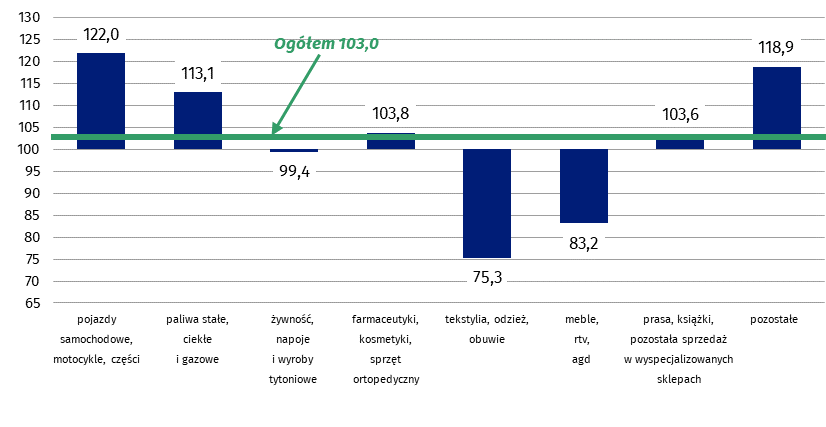 130
125
120
115
110
105
100
95
90
85
80
75
70
65
Ogółem 103,0
122,0
113,1
99,4
103,8
75,3
83,2
103,6
118,9
pojazdy
samochodowe,
motocykle, części
paliwa stałe,
ciekłe
i gazowe
żywność,
napoje
i wyroby
tytoniowe
farmaceutyki,
kosmetyki,
sprzęt
ortopedyczny
tekstylia, odzież,
obuwie
meble,
rtv,
agd
prasa, książki,
pozostała sprzedaż
w wyspecjalizowanych
sklepach
pozostałe